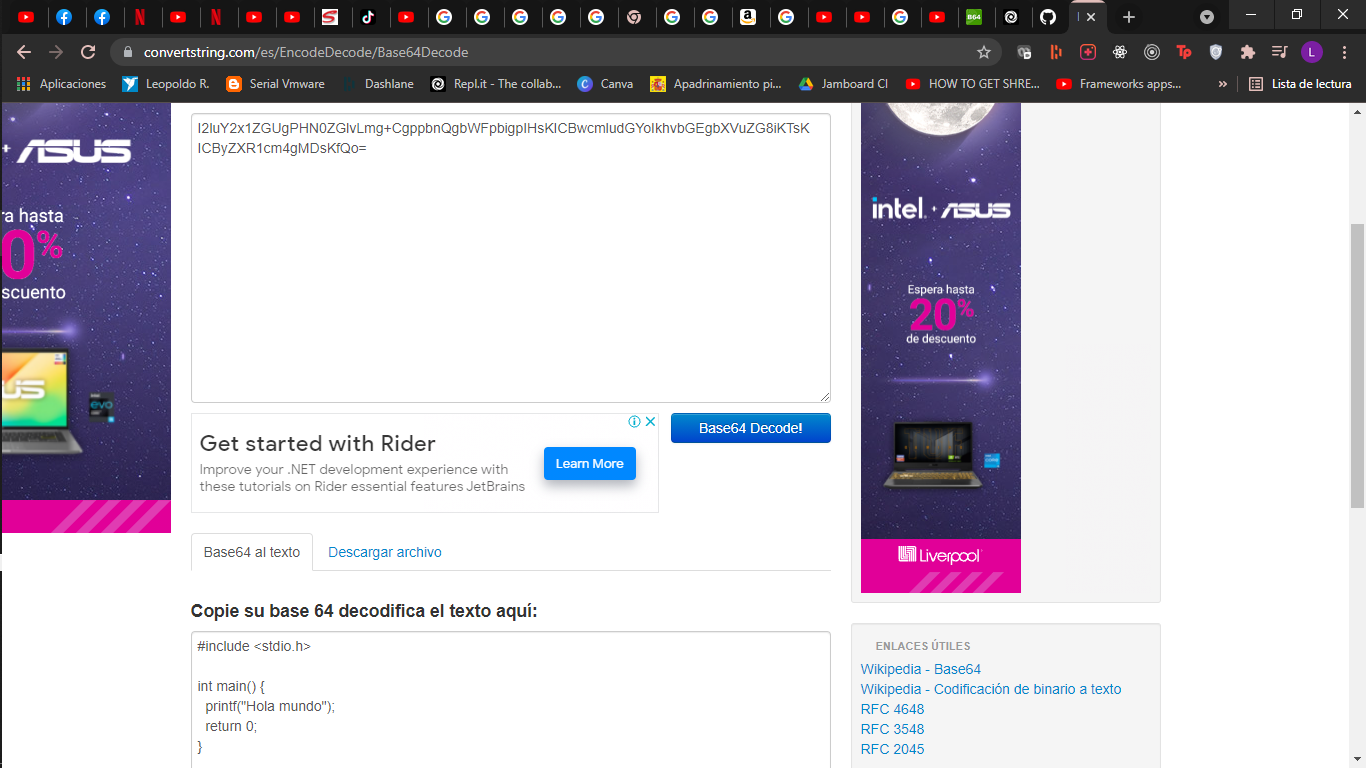 convertstring.com/es/EncodeDecode/Base64Decode
L
Aplicaciones
Leopoldo R.
Serial Vmware
Dashlane
Repl.it - The collab...
Canva
Apadrinamiento pi...
Jamboard CI
HOW TO GET SHRE...
Frameworks apps...
»
Lista de lectura
I2luY2x1ZGUgPHN0ZGlvLmg+CgppbnQgbWFpbigpIHsKICBwcmludGYoIkhvbGEgbXVuZG8iKTsK
ICByZXR1cm4gMDsKfQo=
+ ASUS
ra hasta
0%
scuento
US
evo
intel. + ASUS
Espera hasta
20%
de descuento
Liverpool
Get started with Rider
Improve your .NET development experience with
these tutorials on Rider essential features JetBrains
Learn More
Base64 Decode!
Base64 al texto
Descargar archivo
Copie su base 64 decodifica el texto aquí:
#include <stdio.h>
int main() {
printf("Hola mundo");
return 0;
}
ENLACES ÚTILES
Wikipedia - Base64
Wikipedia - Codificación de binario a texto
RFC 4648
RFC 3548
RFC 2045